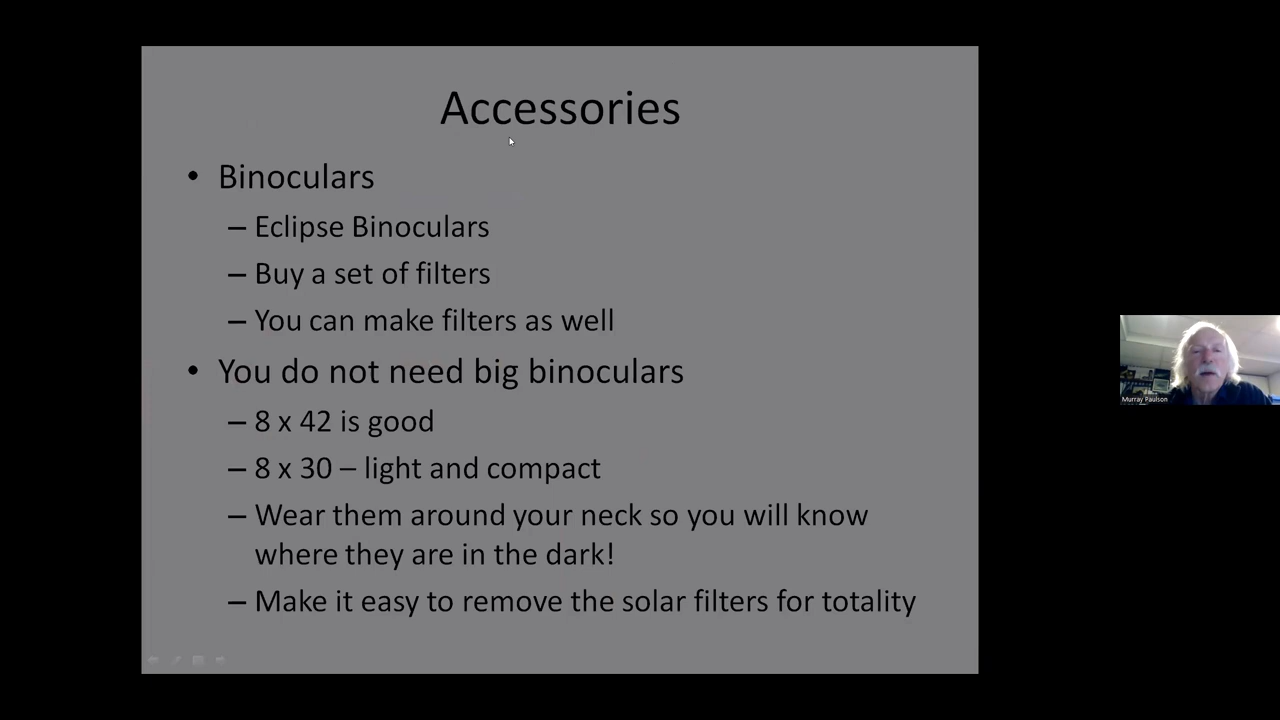 Accessories
• Binoculars
– Eclipse Binoculars
– Buy a set of filters
– You can make filters as well
• You do not need big binoculars
– 8 x 42 is good
– 8 x 30 – light and compact
– Wear them around your neck so you will know
where they are in the dark!
– Make it easy to remove the solar filters for totality
Murray Paulson